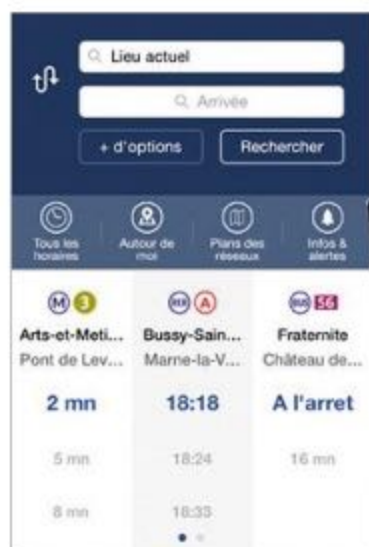 Lieu actuel
Arrivée
+ d'options Rechercher
Tous les horaires Autour de moi Plans des réseaux Infos & alertes
M 3 RER A BUS 56
Arts-et-Meti... Bussy-Sain... Fraternite
Pont de Lev... Marne-la-V... Château de...
2 mn 18:18 A l'arret
5 mn 18:24 16 mn
8 mn 18:33